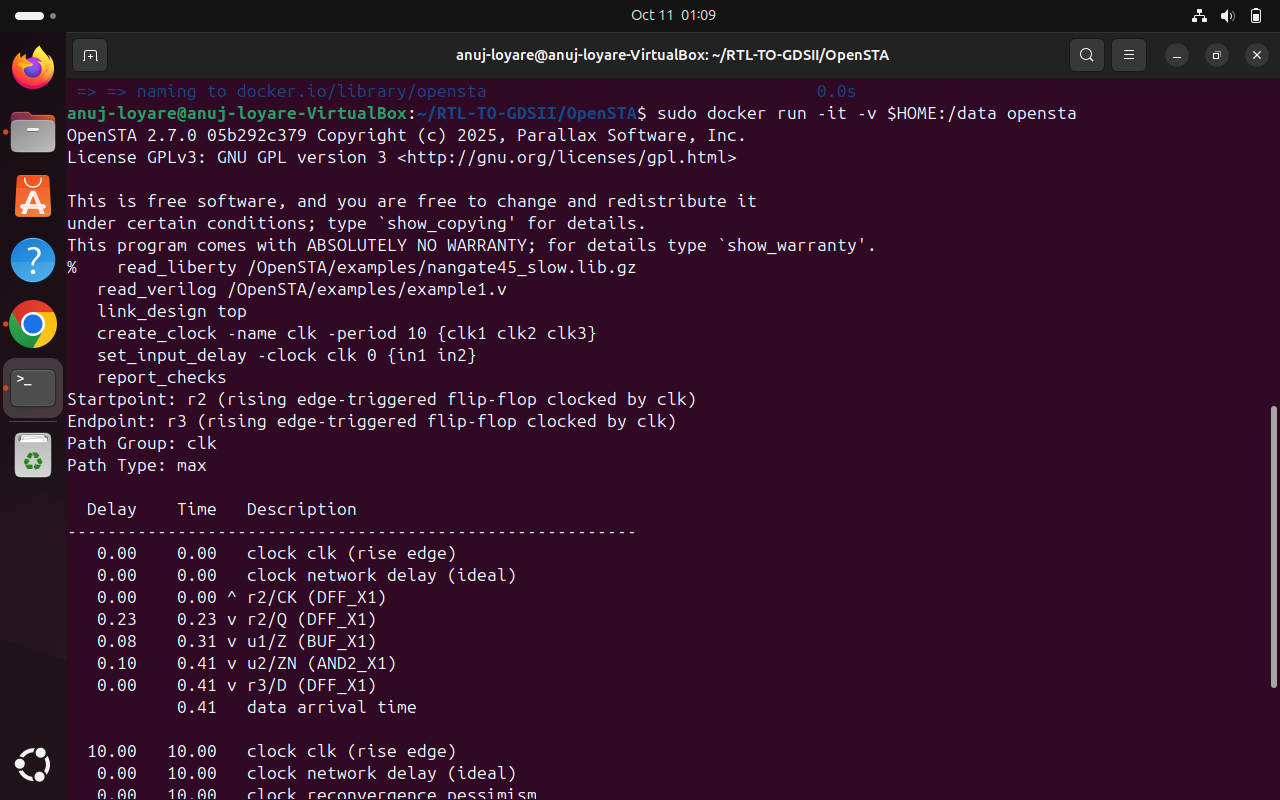 Oct 11 01:09
anuj-loyare@anuj-loyare-VirtualBox: ~/RTL-TO-GDSII/OpenSTA
=> => naming to docker.io/library/opensta 0.0s
anuj-loyare@anuj-loyare-VirtualBox:~/RTL-TO-GDSII/OpenSTA$ sudo docker run -it -v $HOME:/data opensta
OpenSTA 2.7.0 05b292c379 Copyright (c) 2025, Parallax Software, Inc.
License GPLv3: GNU GPL version 3 <http://gnu.org/licenses/gpl.html>
This is free software, and you are free to change and redistribute it
under certain conditions; type `show_copying' for details.
This program comes with ABSOLUTELY NO WARRANTY; for details type `show_warranty'.
%    read_liberty /OpenSTA/examples/nangate45_slow.lib.gz
   read_verilog /OpenSTA/examples/example1.v
   link_design top
   create_clock -name clk -period 10 {clk1 clk2 clk3}
   set_input_delay -clock clk 0 {in1 in2}
   report_checks
Startpoint: r2 (rising edge-triggered flip-flop clocked by clk)
Endpoint: r3 (rising edge-triggered flip-flop clocked by clk)
Path Group: clk
Path Type: max
  Delay    Time   Description
---------------------------------------------------------
   0.00    0.00   clock clk (rise edge)
   0.00    0.00   clock network delay (ideal)
   0.00    0.00 ^ r2/CK (DFF_X1)
   0.23    0.23 v r2/Q (DFF_X1)
   0.08    0.31 v u1/Z (BUF_X1)
   0.10    0.41 v u2/ZN (AND2_X1)
   0.00    0.41 v r3/D (DFF_X1)
           0.41   data arrival time
  10.00   10.00   clock clk (rise edge)
   0.00   10.00   clock network delay (ideal)
   0.00   10.00   clock reconvergence pessimism